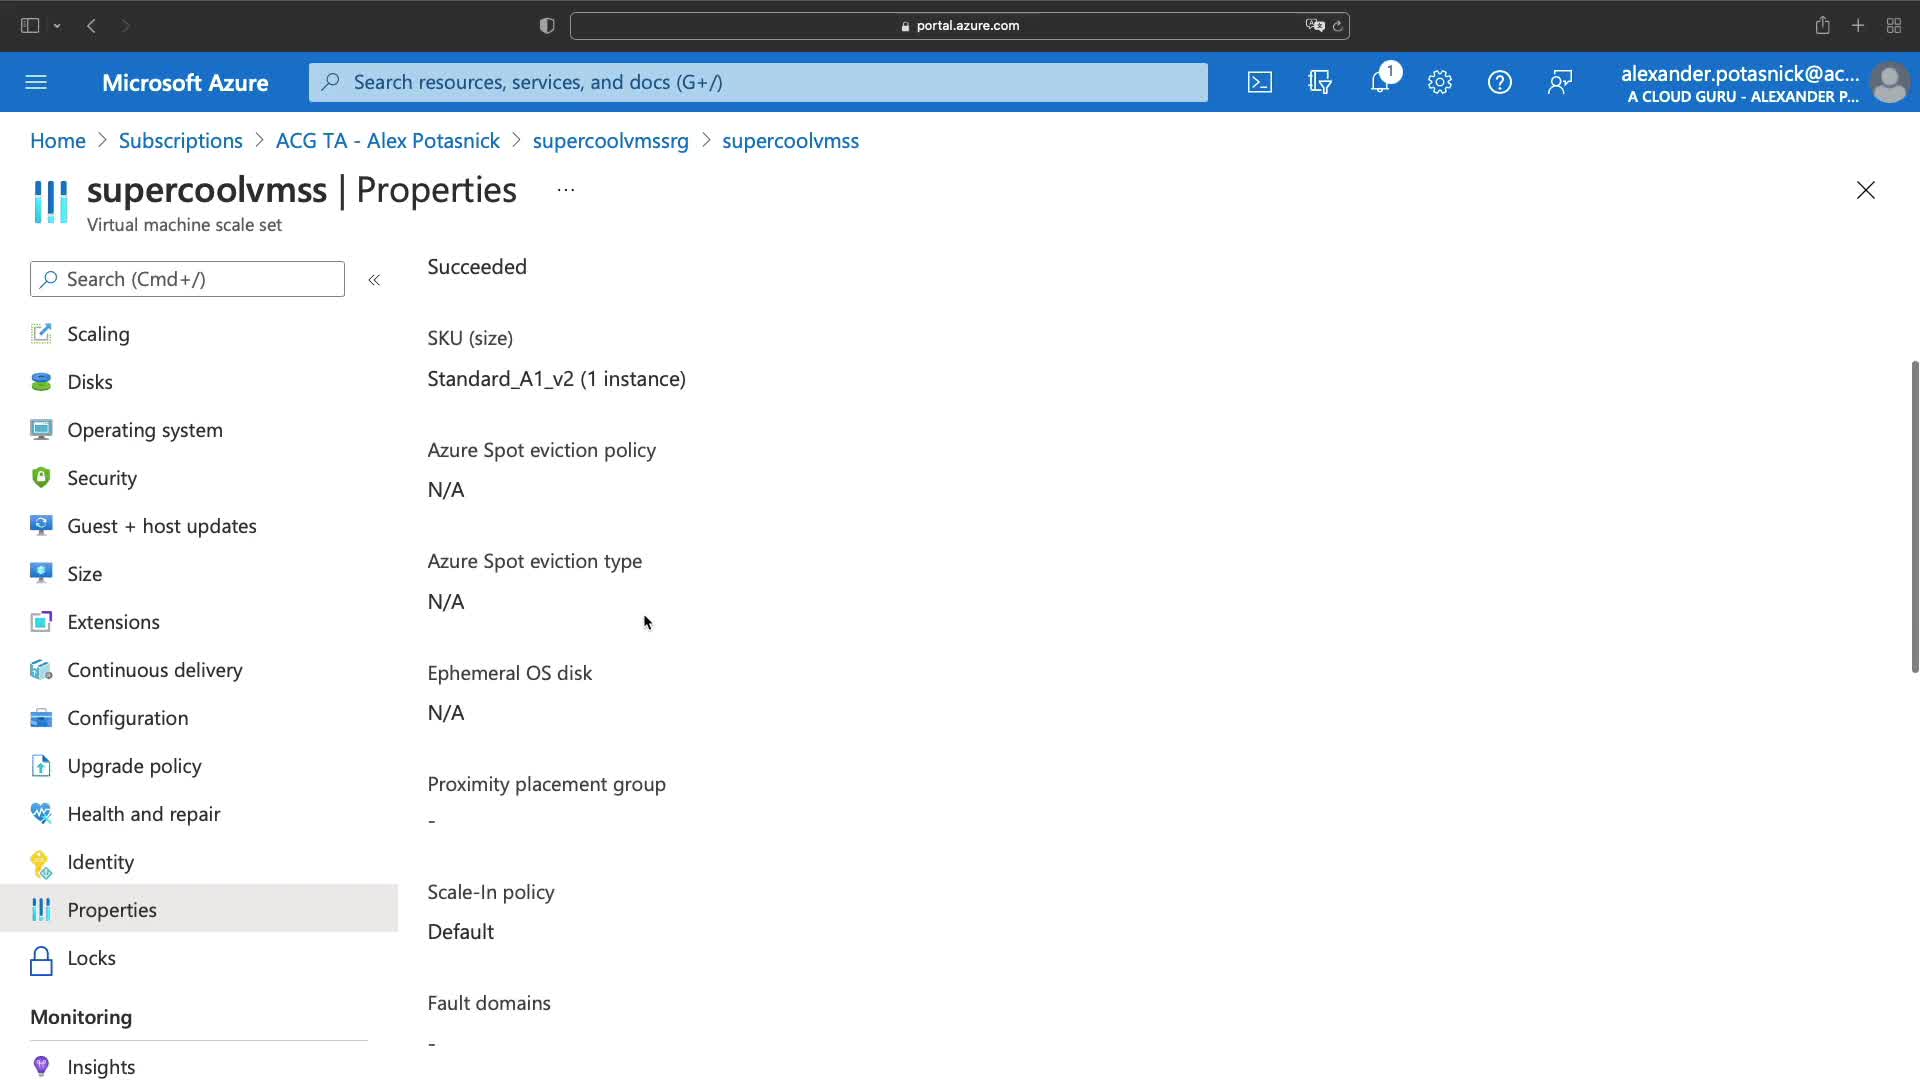 portal.azure.com
Microsoft Azure
Search resources, services, and docs (G+/)
1
alexander.potasnick@ac...
A CLOUD GURU - ALEXANDER P...
Home > Subscriptions > ACG TA - Alex Potasnick > supercoolvmssrg > supercoolvmss
supercoolvmss | Properties ...
Virtual machine scale set
Search (Cmd+/)
«
Scaling
Disks
Operating system
Security
Guest + host updates
Size
Extensions
Continuous delivery
Configuration
Upgrade policy
Health and repair
Identity
Properties
Locks
Monitoring
Insights
Succeeded
SKU (size)
Standard_A1_v2 (1 instance)
Azure Spot eviction policy
N/A
Azure Spot eviction type
N/A
Ephemeral OS disk
N/A
Proximity placement group
-
Scale-In policy
Default
Fault domains
-